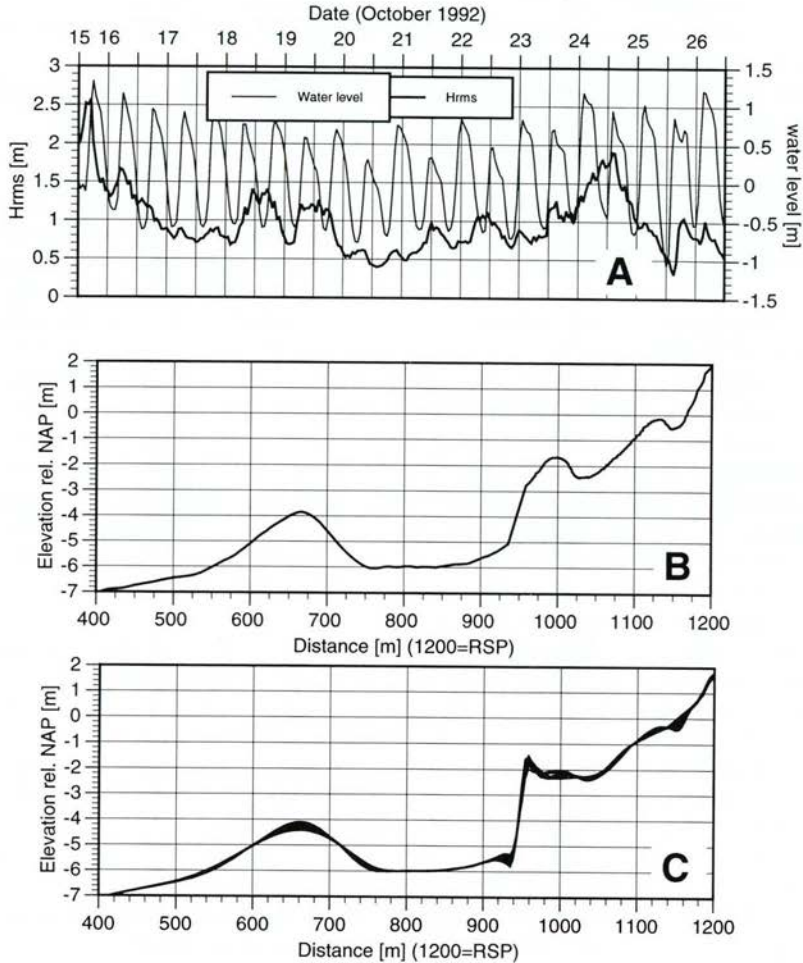 Date (October 1992)
15 16 17 18 19 20 21 22 23 24 25 26
3
2.5
2
1.5
1
0.5
0
Hrms [m]
Water level
Hrms
1.5
1
0.5
0
-0.5
-1
-1.5
water level [m]
A
2
1
0
-1
-2
-3
-4
-5
-6
-7
Elevation rel. NAP [m]
B
400 500 600 700 800 900 1000 1100 1200
Distance [m] (1200=RSP)
2
1
0
-1
-2
-3
-4
-5
-6
-7
Elevation rel. NAP [m]
C
400 500 600 700 800 900 1000 1100 1200
Distance [m] (1200=RSP)